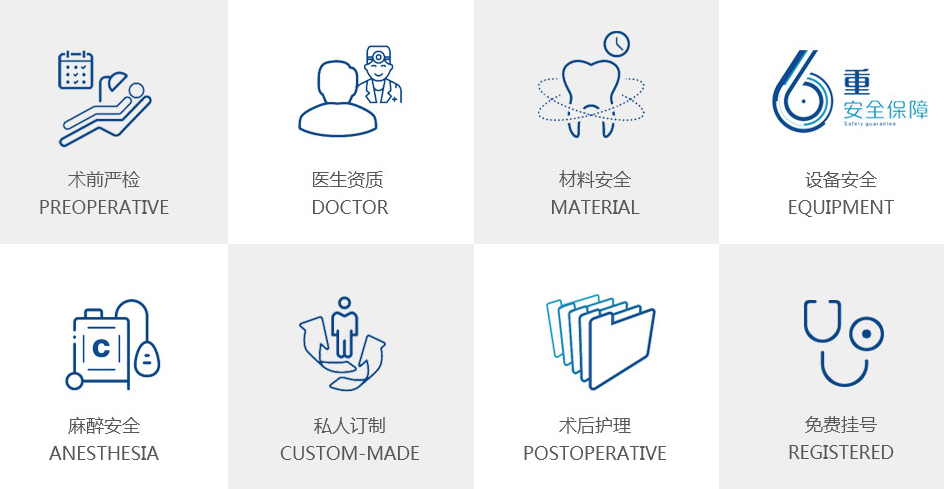 6重
安全保障
Safety guarantee
术前严检
PREOPERATIVE
医生资质
DOCTOR
材料安全
MATERIAL
设备安全
EQUIPMENT
C
麻醉安全
ANESTHESIA
私人订制
CUSTOM-MADE
术后护理
POSTOPERATIVE
免费挂号
REGISTERED